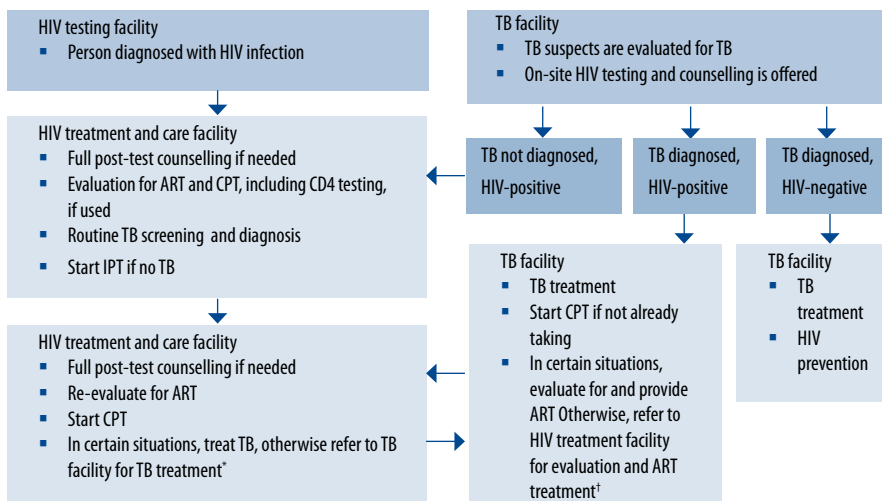 HIV testing facility
▪ Person diagnosed with HIV infection
TB facility
▪ TB suspects are evaluated for TB
▪ On-site HIV testing and counselling is offered
HIV treatment and care facility
▪ Full post-test counselling if needed
▪ Evaluation for ART and CPT, including CD4 testing,
if used
▪ Routine TB screening and diagnosis
▪ Start IPT if no TB
TB not diagnosed,
HIV-positive
TB diagnosed,
HIV-positive
TB diagnosed,
HIV-negative
HIV treatment and care facility
▪ Full post-test counselling if needed
▪ Re-evaluate for ART
▪ Start CPT
▪ In certain situations, treat TB, otherwise refer to TB
facility for TB treatment*
TB facility
▪ TB treatment
▪ Start CPT if not already
taking
▪ In certain situations,
evaluate for and provide
ART Otherwise, refer to
HIV treatment facility
for evaluation and ART
treatment†
TB facility
▪ TB
treatment
▪ HIV
prevention